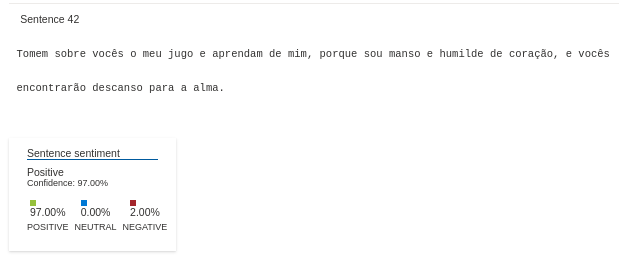 Sentence 42
Tomem sobre vocês o meu jugo e aprendam de mim, porque sou manso e humilde de coração, e vocês
encontrarão descanso para a alma.
Sentence sentiment
Positive
Confidence: 97.00%
97.00% 0.00% 2.00%
POSITIVE NEUTRAL NEGATIVE